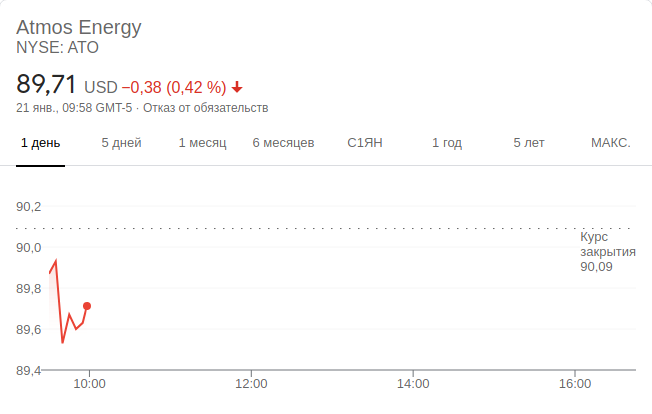 Atmos Energy
NYSE: ATO
89,71 USD −0,38 (0,42 %)
21 янв., 09:58 GMT-5 · Отказ от обязательств
1 день 5 дней 1 месяц 6 месяцев С1ЯН 1 год 5 лет МАКС.
90,2
Курс
закрытия
90,09
90,0
89,8
89,6
89,4
10:00 12:00 14:00 16:00